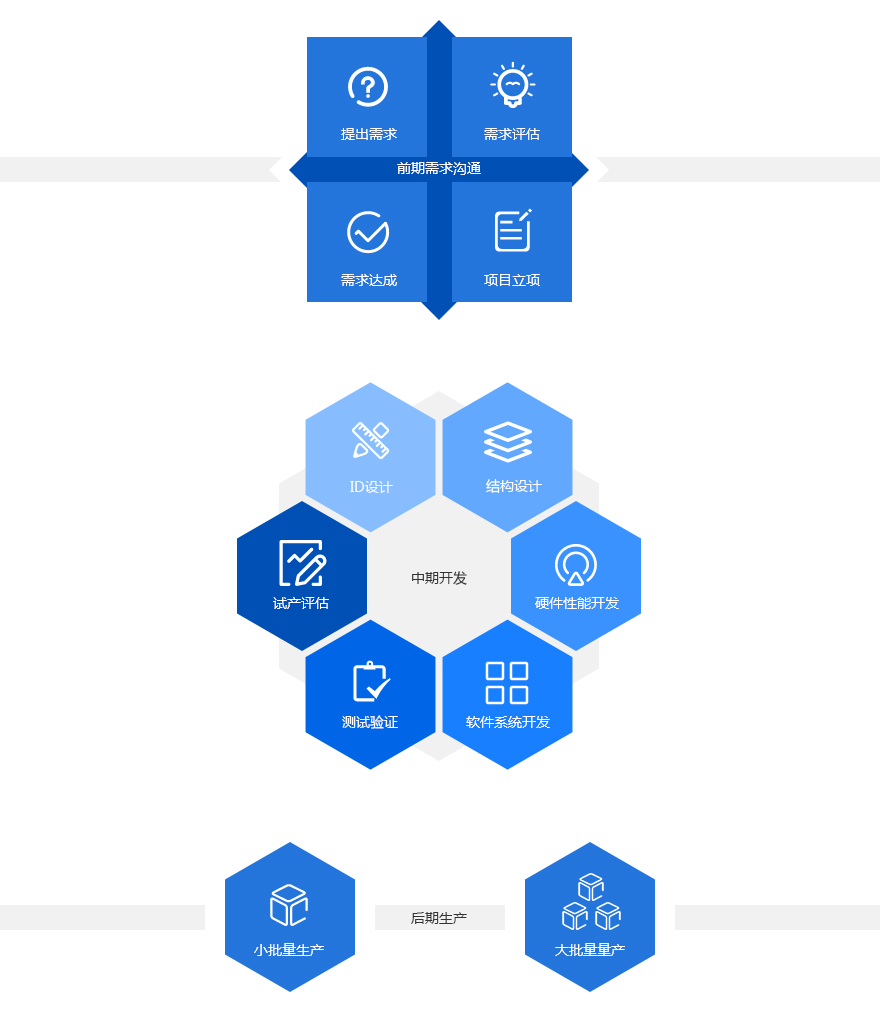 提出需求
需求评估
前期需求沟通
需求达成
项目立项
ID设计
结构设计
试产评估
中期开发
硬件性能开发
测试验证
软件系统开发
小批量生产
后期生产
大批量量产